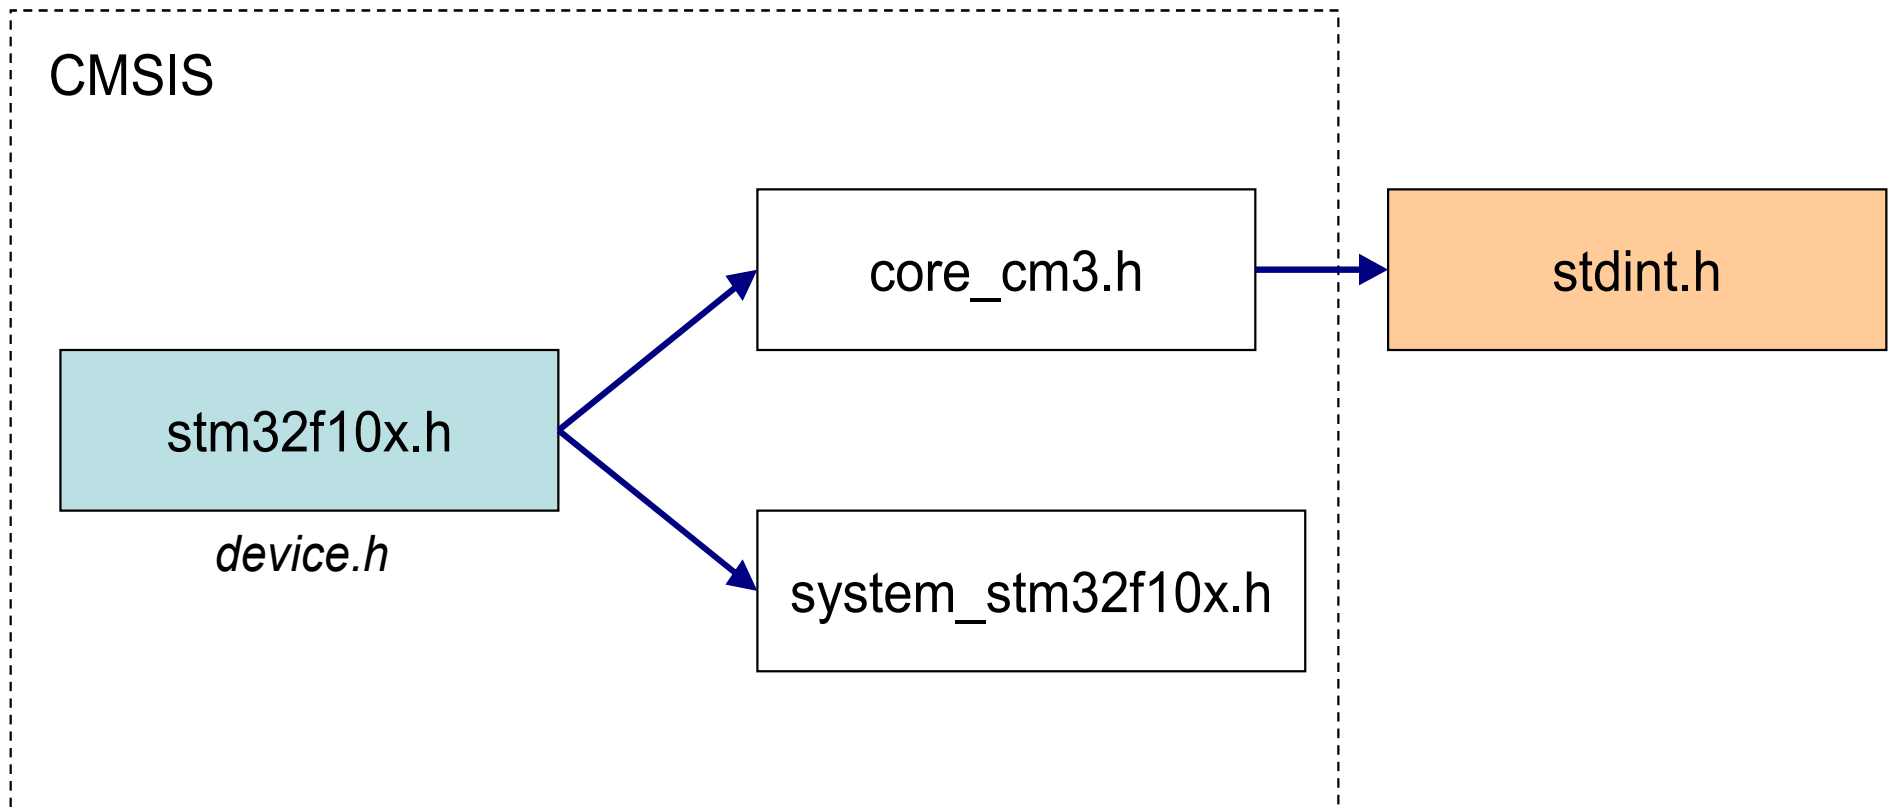 CMSIS
core_cm3.h
stdint.h
stm32f10x.h
device.h
system_stm32f10x.h